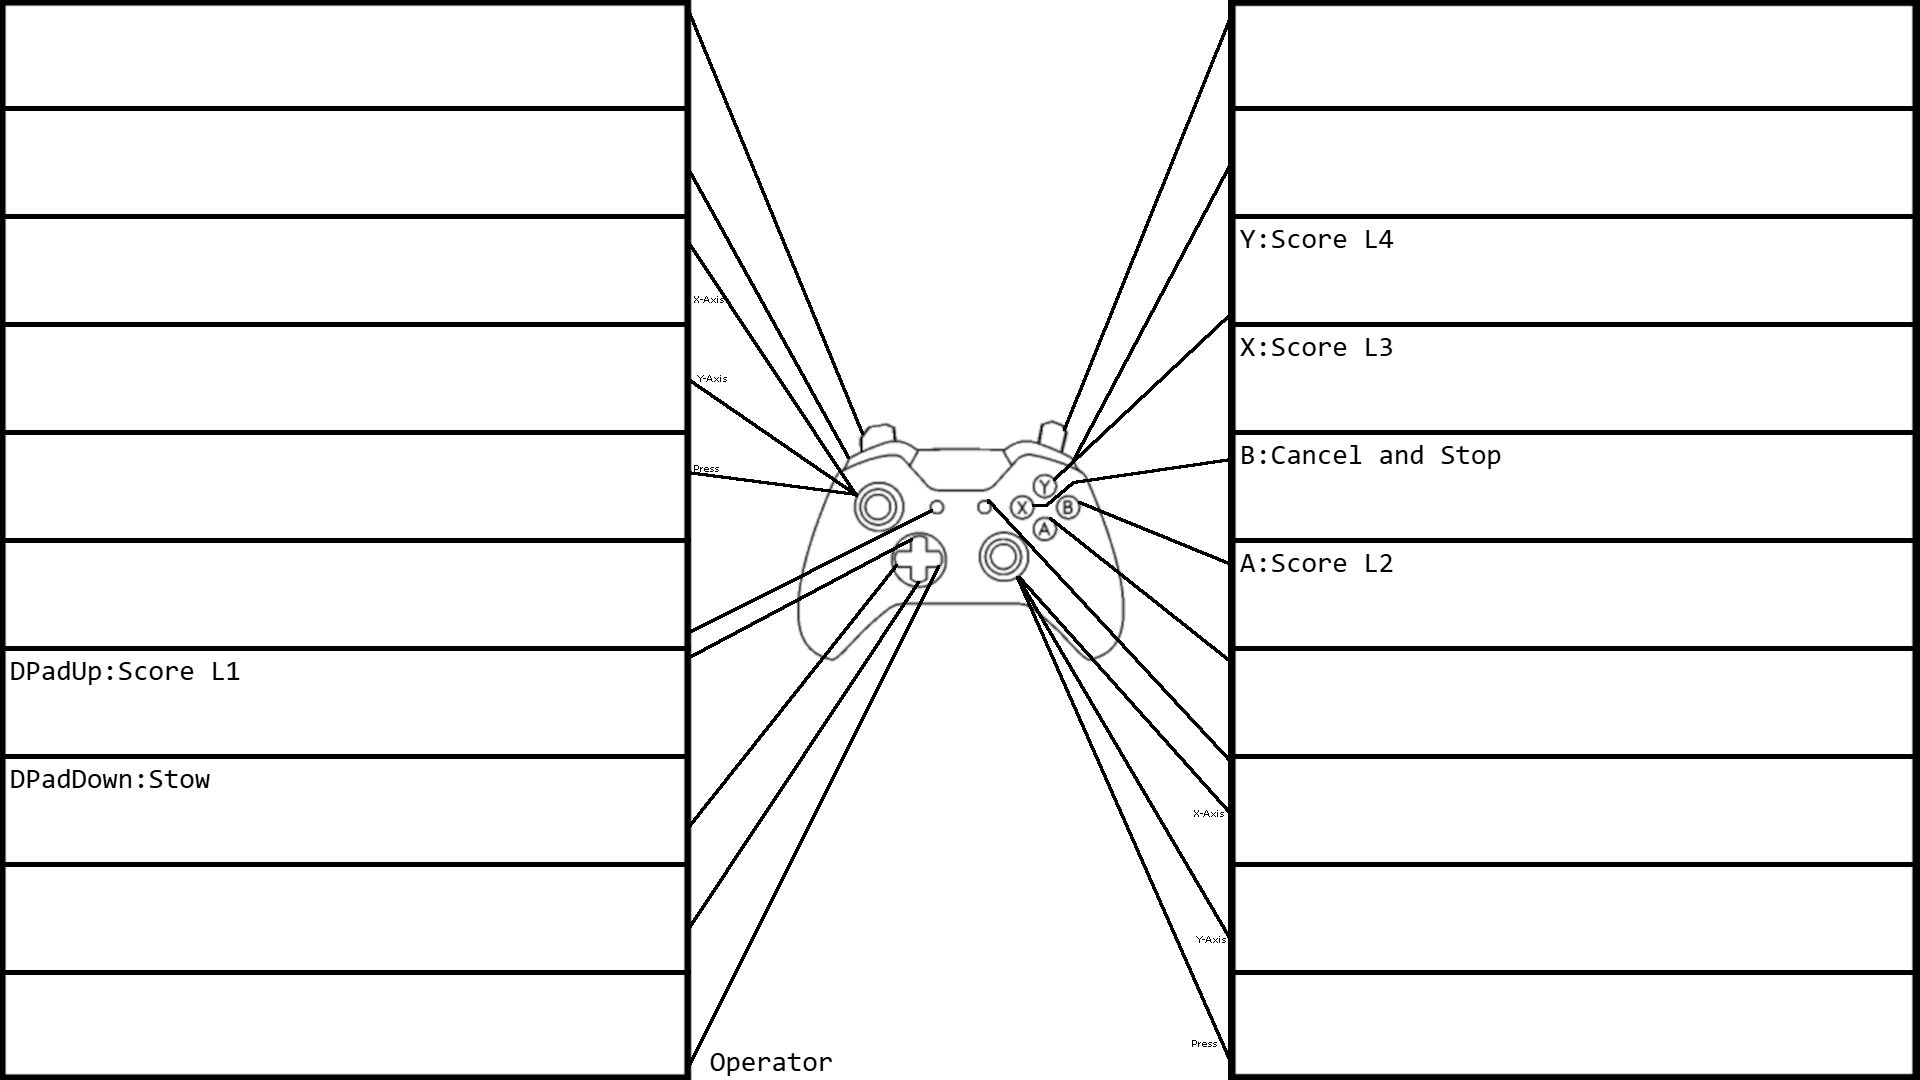 Y:Score L4
X-Axis
X:Score L3
Y-Axis
B:Cancel and Stop
Press
Y
X
B
A
A:Score L2
DPadUp:Score L1
DPadDown:Stow
X-Axis
Y-Axis
Press
Operator